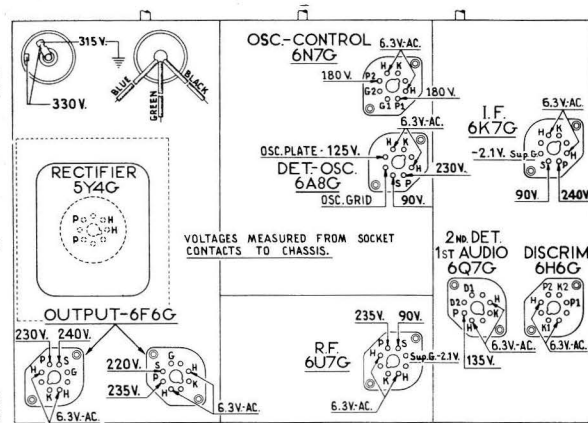 315V.
330V.
BLUE
GREEN
BLACK
OSC.-CONTROL
6N7G
6.3V.-AC.
H K
180V. P2
H
G2
G1 P1
180V.
6.3V.-AC.
H K
OSC.PLATE-125V.
DET.-OSC.
6A8G
H
230V.
S P
OSC.GRID
90V.
I.F.
6K7G
6.3V.-AC.
H K
-2.1V. Sup.G.
H
S P
90V.
240V.
RECTIFIER
5Y4G
P H
P H
VOLTAGES MEASURED FROM SOCKET
CONTACTS TO CHASSIS.
2ND. DET.
1ST AUDIO
6Q7G
D1
D2
H
P K
H
135V.
6.3V.-AC.
DISCRIM
6H6G
P2 K2
H
P1
K1 H
6.3V.-AC.
OUTPUT-6F6G
230V. 240V.
P S
H G
K H
6.3V.-AC.
G
220V. S H
235V. P K
H
6.3V.-AC.
R.F.
6U7G
235V. 90V.
P S
H
Sup.G.-2.1V.
K H
6.3V.-AC.